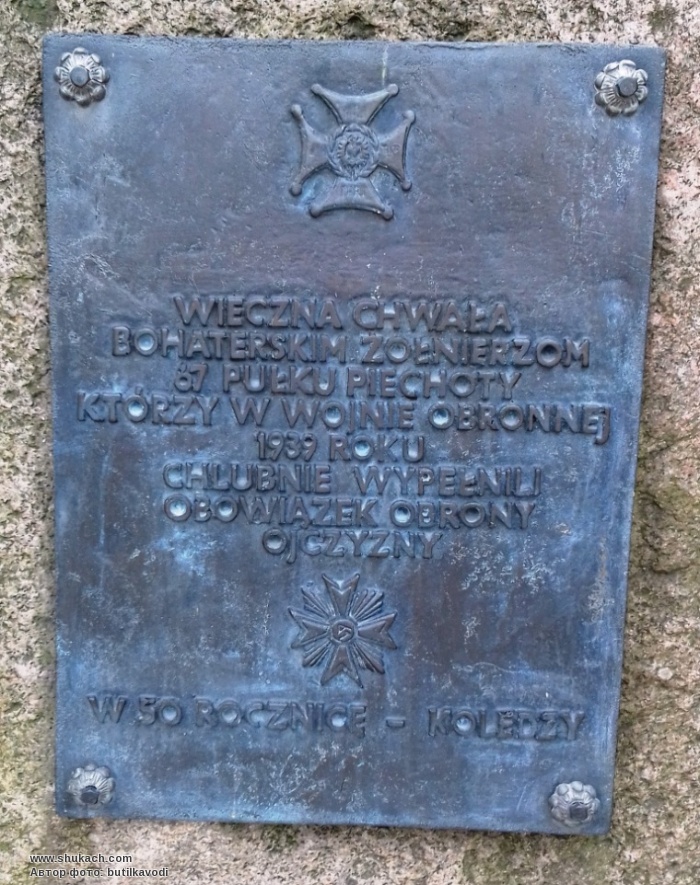 WIECZNA CHWAŁA
BOHATERSKIM ŻOŁNIERZOM
67 PUŁKU PIECHOTY
KTÓRZY W WOJNIE OBRONNEJ
1939 ROKU
CHLUBNIE WYPEŁNILI
OBOWIĄZEK OBRONY
OJCZYZNY
W 50 ROCZNICĘ - KOLEDZY
www.shukach.com
Автор фото: butilkavodi